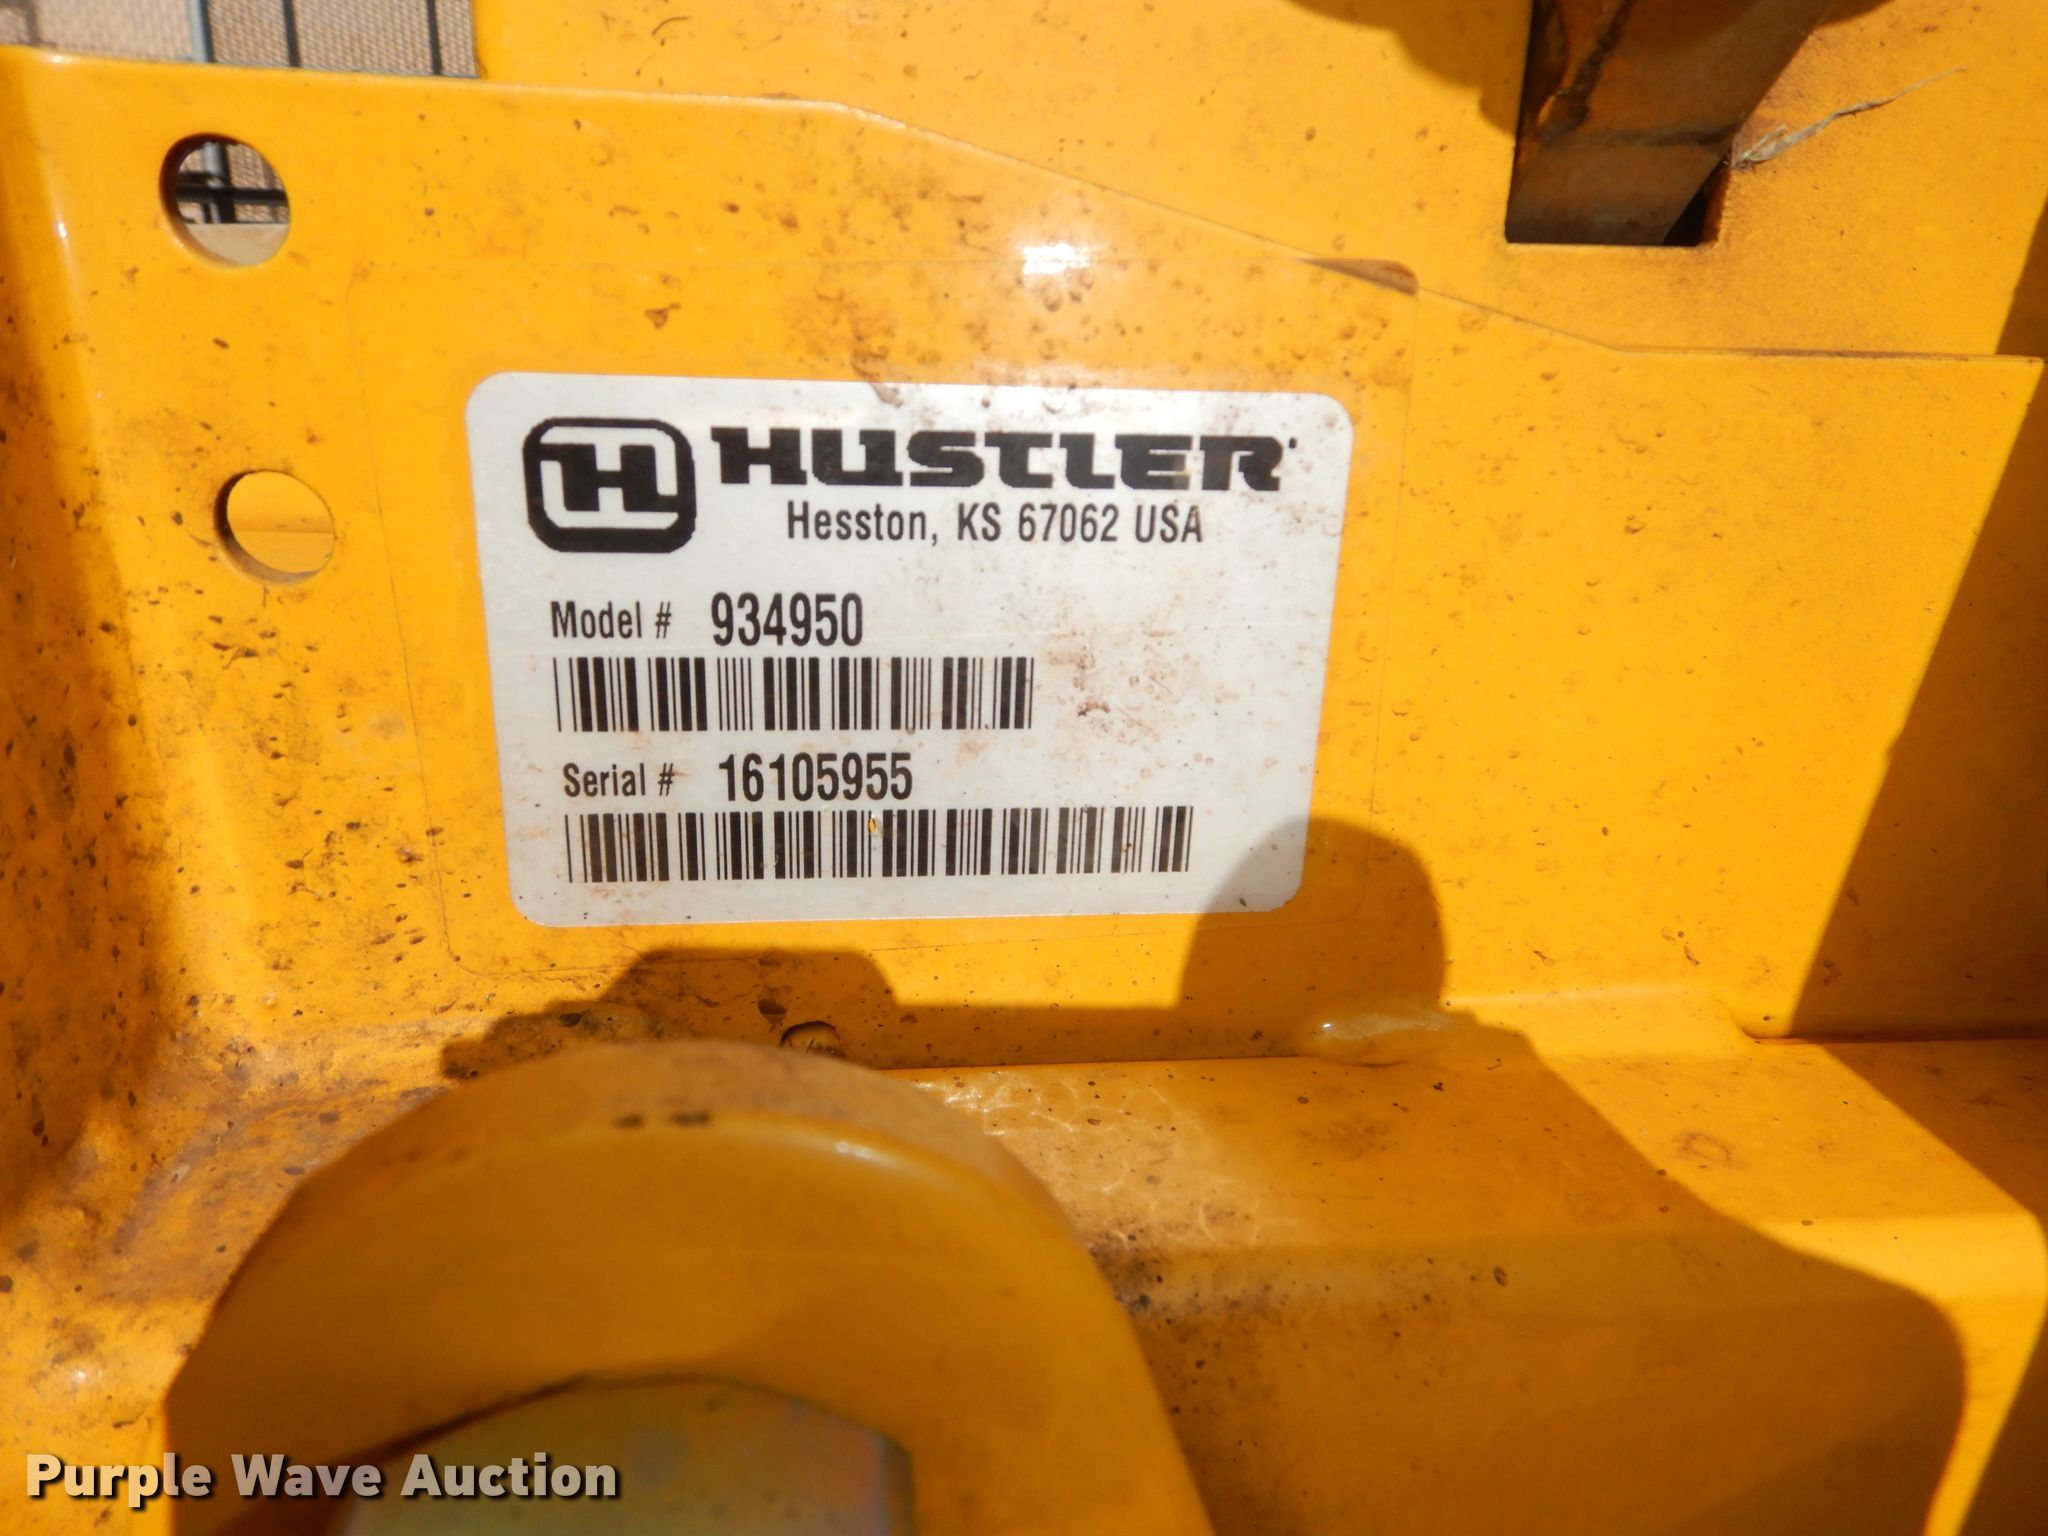 H HUSTLER
Hesston, KS 67062 USA
Model # 934950
Serial # 16105955
Purple Wave Auction